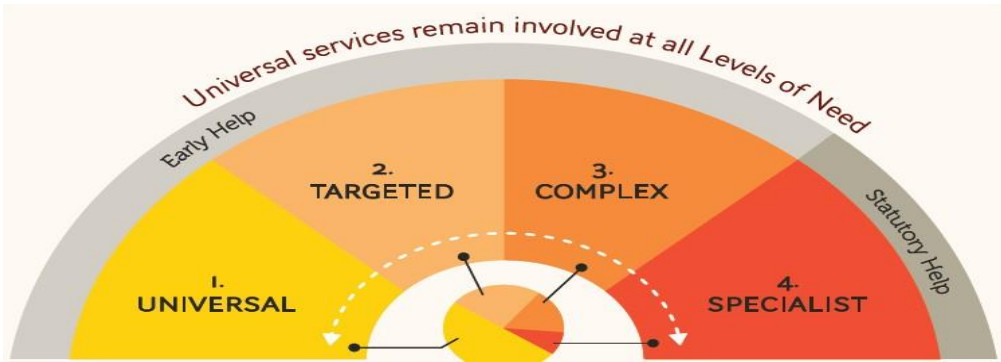 Universal services remain involved at all Levels of Need
Early Help
2.
TARGETED
3.
COMPLEX
1.
UNIVERSAL
4.
SPECIALIST
Statutory Help